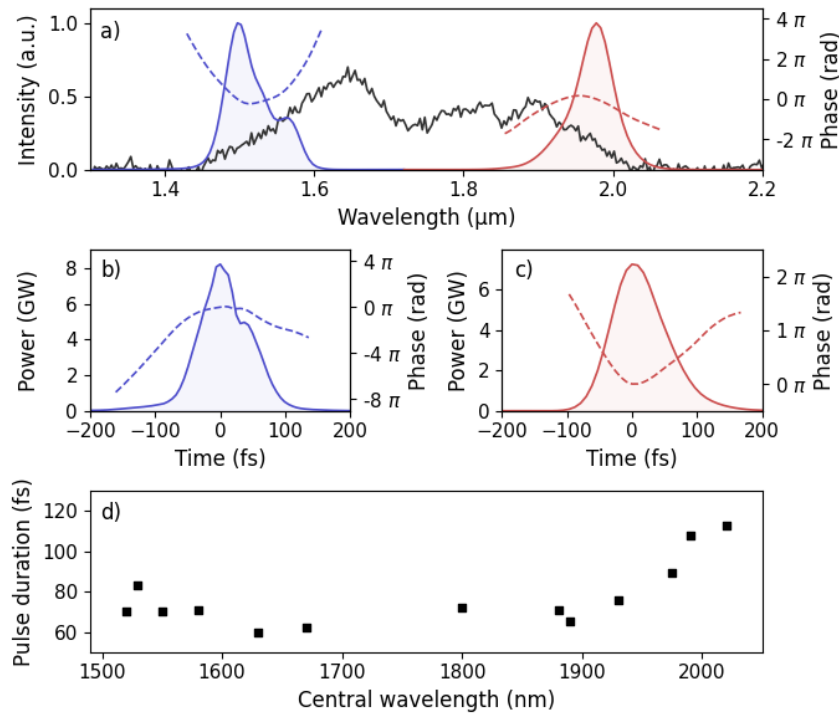 a)
Intensity (a.u.)
1.0
0.5
0.0
4 π
2 π
0 π
-2 π
Phase (rad)
1.4 1.6 1.8 2.0 2.2
Wavelength (μm)
b)
Power (GW)
8
6
4
2
0
4 π
0 π
-4 π
-8 π
Phase (rad)
−200 −100 0 100 200
Time (fs)
c)
Power (GW)
6
4
2
0
2 π
1 π
0 π
Phase (rad)
−200 −100 0 100 200
Time (fs)
d)
Pulse duration (fs)
120
100
80
60
1500 1600 1700 1800 1900 2000
Central wavelength (nm)